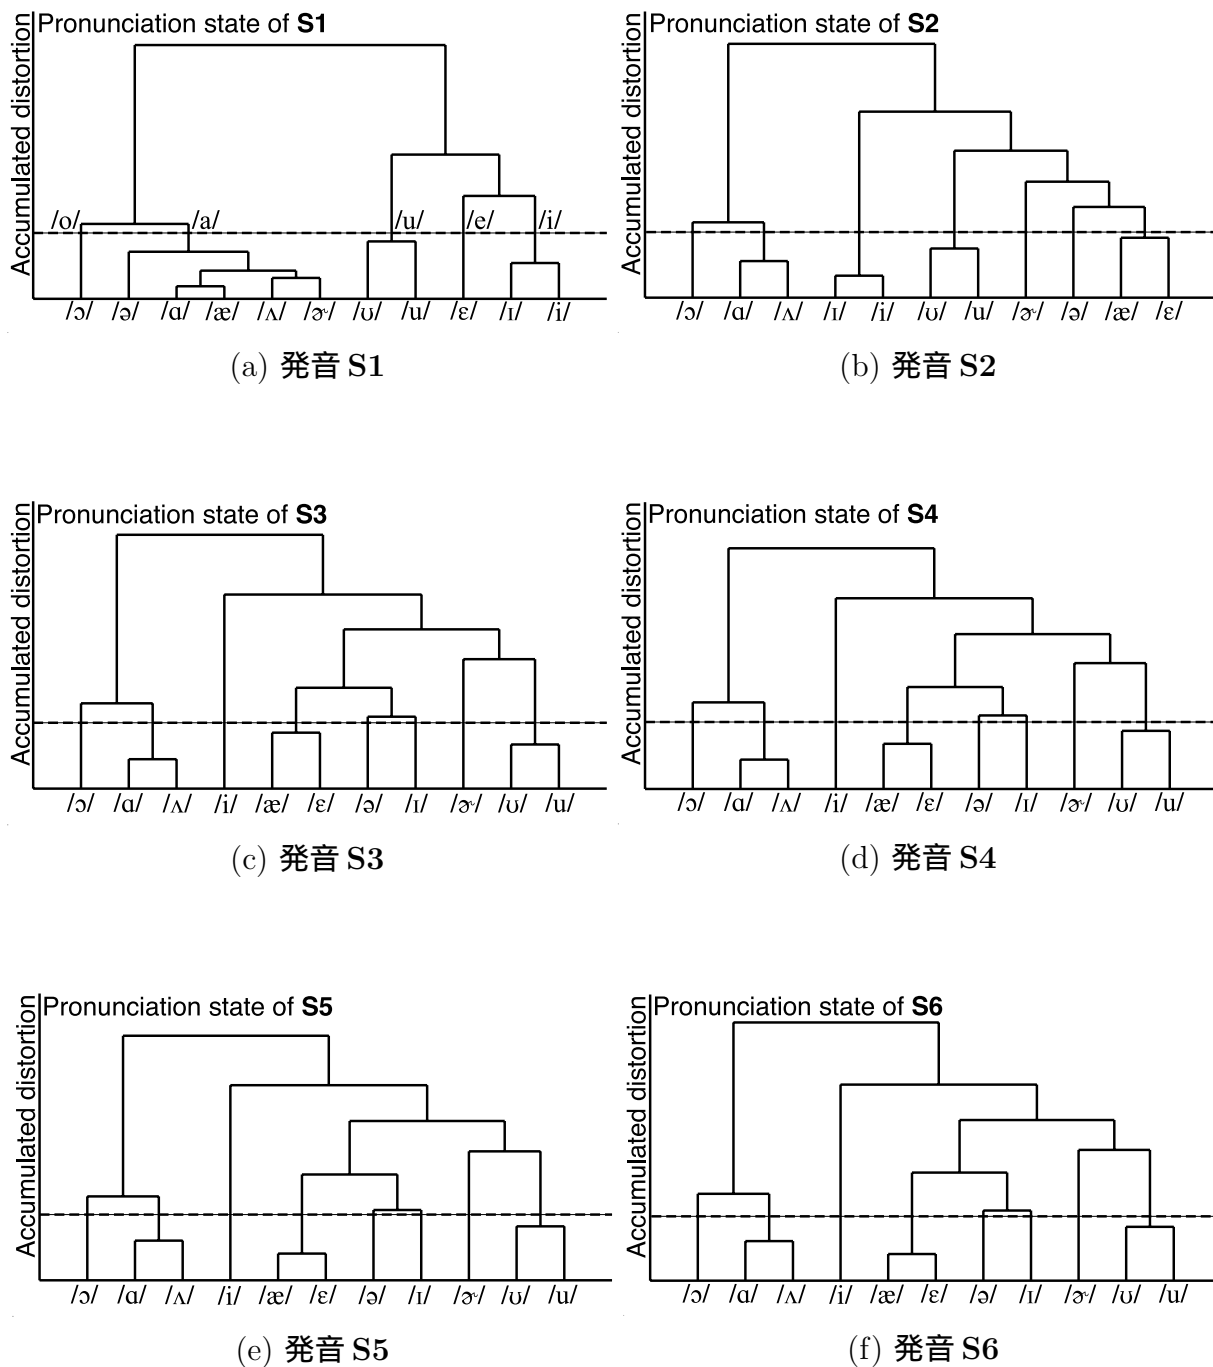 Pronunciation state of S1
Accumulated distortion
/o/ /a/ /u/ /e/ /i/
/ɔ/ /ə/ /ɑ/ /æ/ /ʌ/ /ɚ/ /ʊ/ /u/ /ɛ/ /ɪ/ /i/
(a) 発音 S1
Pronunciation state of S2
Accumulated distortion
/ɔ/ /ɑ/ /ʌ/ /ɪ/ /i/ /ʊ/ /u/ /ɚ/ /ə/ /æ/ /ɛ/
(b) 発音 S2
Pronunciation state of S3
Accumulated distortion
/ɔ/ /ɑ/ /ʌ/ /i/ /æ/ /ɛ/ /ə/ /ɪ/ /ɚ/ /ʊ/ /u/
(c) 発音 S3
Pronunciation state of S4
Accumulated distortion
/ɔ/ /ɑ/ /ʌ/ /i/ /æ/ /ɛ/ /ə/ /ɪ/ /ɚ/ /ʊ/ /u/
(d) 発音 S4
Pronunciation state of S5
Accumulated distortion
/ɔ/ /ɑ/ /ʌ/ /i/ /æ/ /ɛ/ /ə/ /ɪ/ /ɚ/ /ʊ/ /u/
(e) 発音 S5
Pronunciation state of S6
Accumulated distortion
/ɔ/ /ɑ/ /ʌ/ /i/ /æ/ /ɛ/ /ə/ /ɪ/ /ɚ/ /ʊ/ /u/
(f) 発音 S6